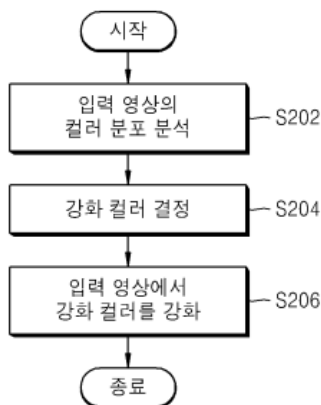 시작
입력 영상의
컬러 분포 분석
S202
강화 컬러 결정
S204
입력 영상에서
강화 컬러를 강화
S206
종료